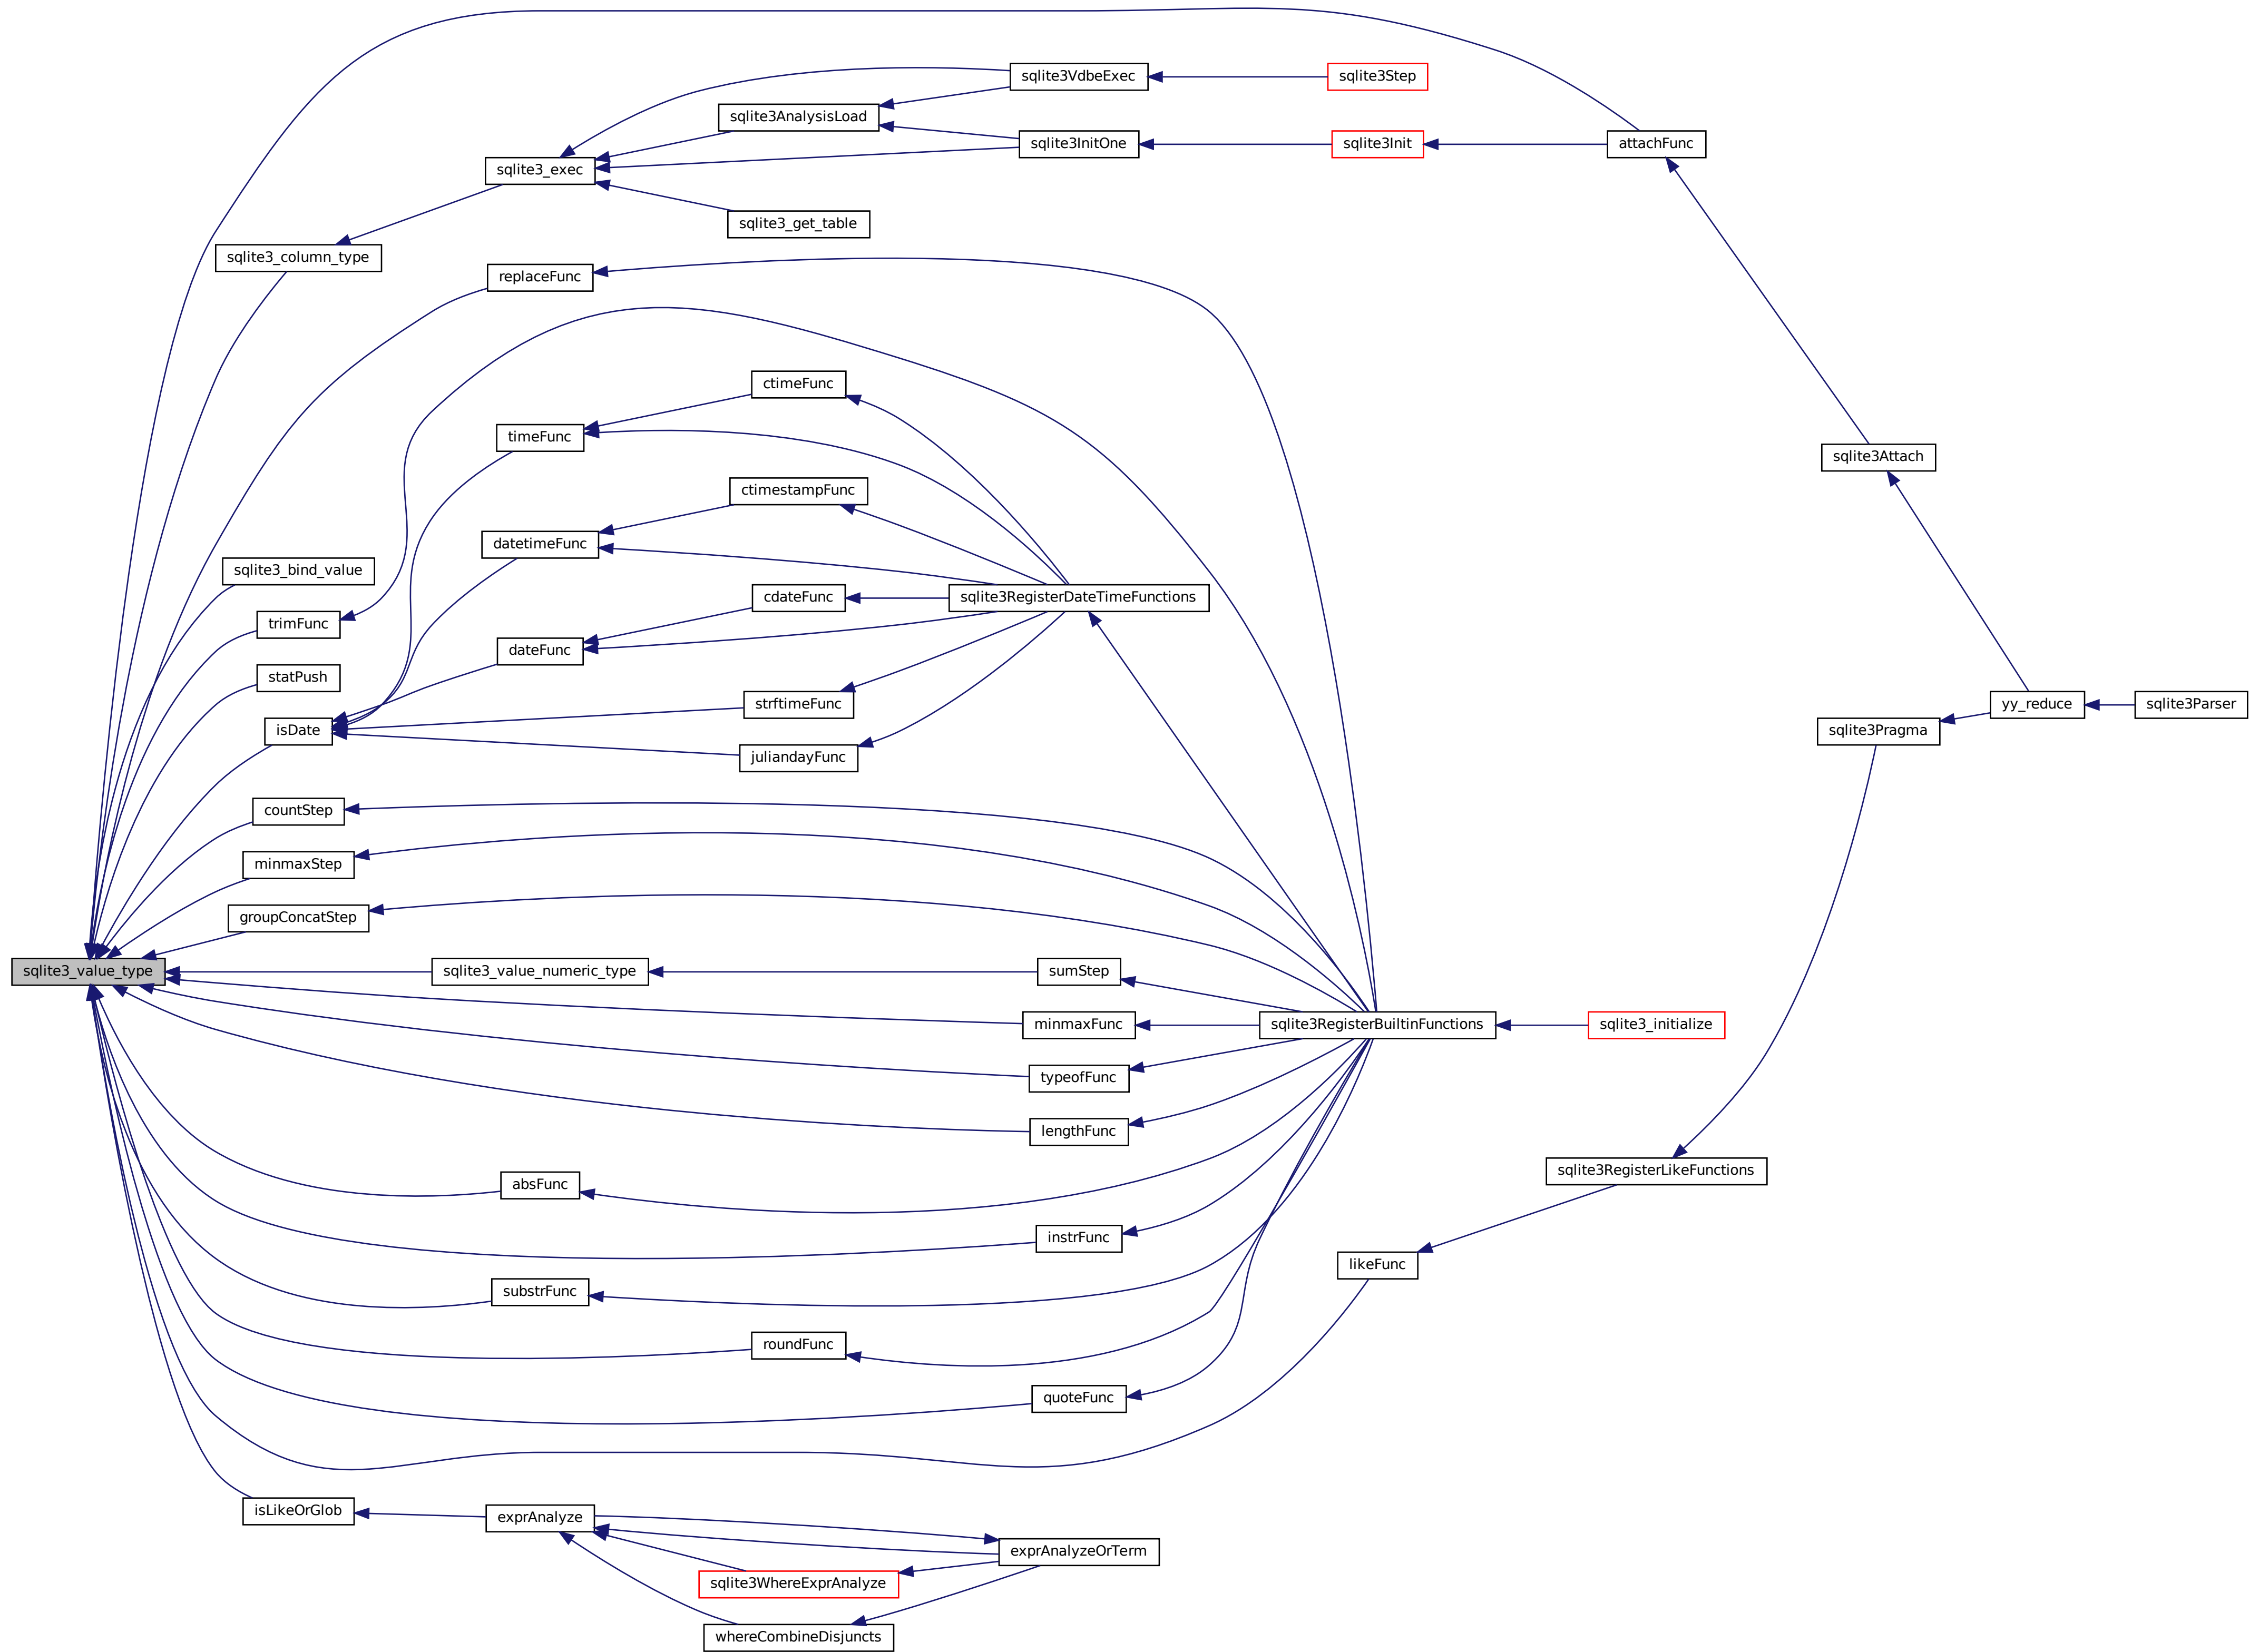 sqlite3VdbeExec
sqlite3Step
sqlite3AnalysisLoad
sqlite3InitOne
sqlite3Init
attachFunc
sqlite3_exec
sqlite3_get_table
sqlite3_column_type
replaceFunc
ctimeFunc
timeFunc
sqlite3Attach
ctimestampFunc
datetimeFunc
sqlite3_bind_value
cdateFunc
sqlite3RegisterDateTimeFunctions
trimFunc
dateFunc
statPush
strftimeFunc
yy_reduce
sqlite3Parser
isDate
sqlite3Pragma
juliandayFunc
countStep
minmaxStep
groupConcatStep
sqlite3_value_type
sqlite3_value_numeric_type
sumStep
minmaxFunc
sqlite3RegisterBuiltinFunctions
sqlite3_initialize
typeofFunc
lengthFunc
sqlite3RegisterLikeFunctions
absFunc
instrFunc
likeFunc
substrFunc
roundFunc
quoteFunc
isLikeOrGlob
exprAnalyze
exprAnalyzeOrTerm
sqlite3WhereExprAnalyze
whereCombineDisjuncts